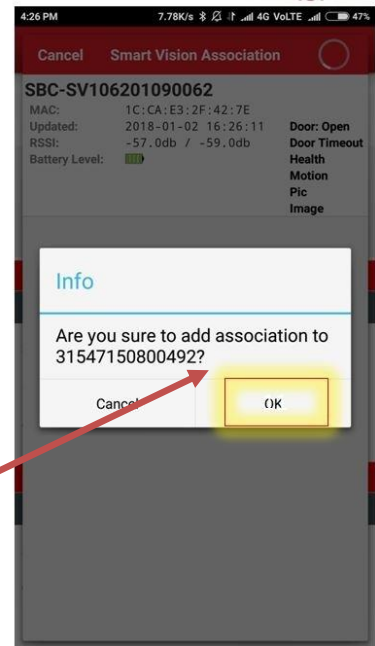 4:26 PM 7.78K/s 4G VoLTE 47%
Cancel Smart Vision Association
SBC-SV106201090062
MAC: 1C:CA:E3:2F:42:7E
Updated: 2018-01-02 16:26:11 Door: Open
RSSI: -57.0db / -59.0db Door Timeout
Battery Level: Health
Motion
Pic
Image
Info
Are you sure to add association to
31547150800492?
Cancel OK